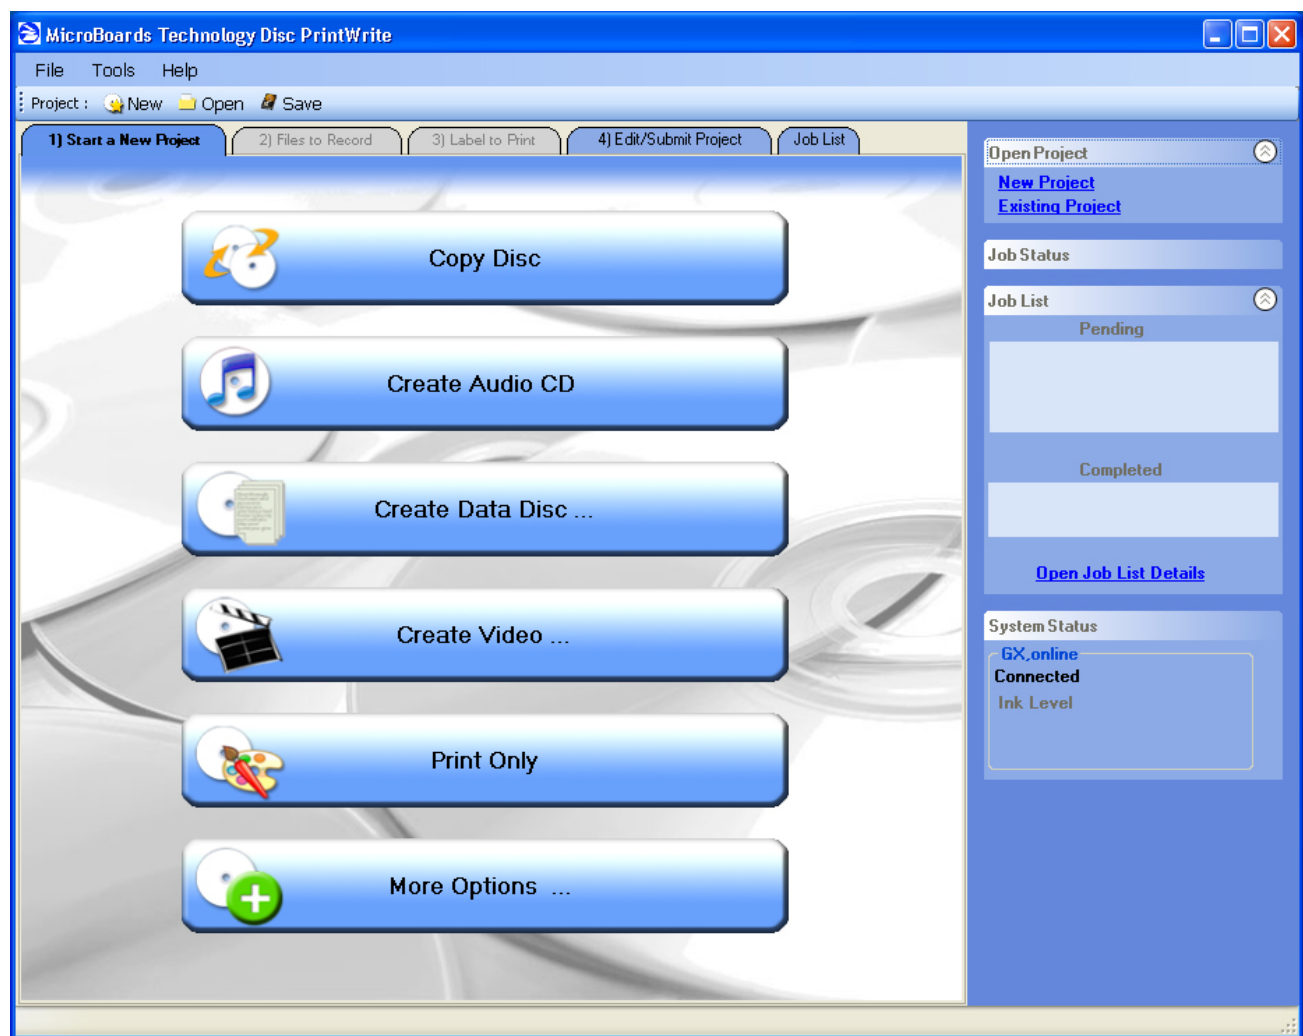 MicroBoards Technology Disc PrintWrite
File Tools Help
Project : New Open Save
1) Start a New Project 2) Files to Record 3) Label to Print 4) Edit/Submit Project Job List
Copy Disc
Create Audio CD
Create Data Disc ...
Create Video ...
Print Only
More Options ...
Open Project
New Project
Existing Project
Job Status
Job List
Pending
Completed
Open Job List Details
System Status
GX,online
Connected
Ink Level